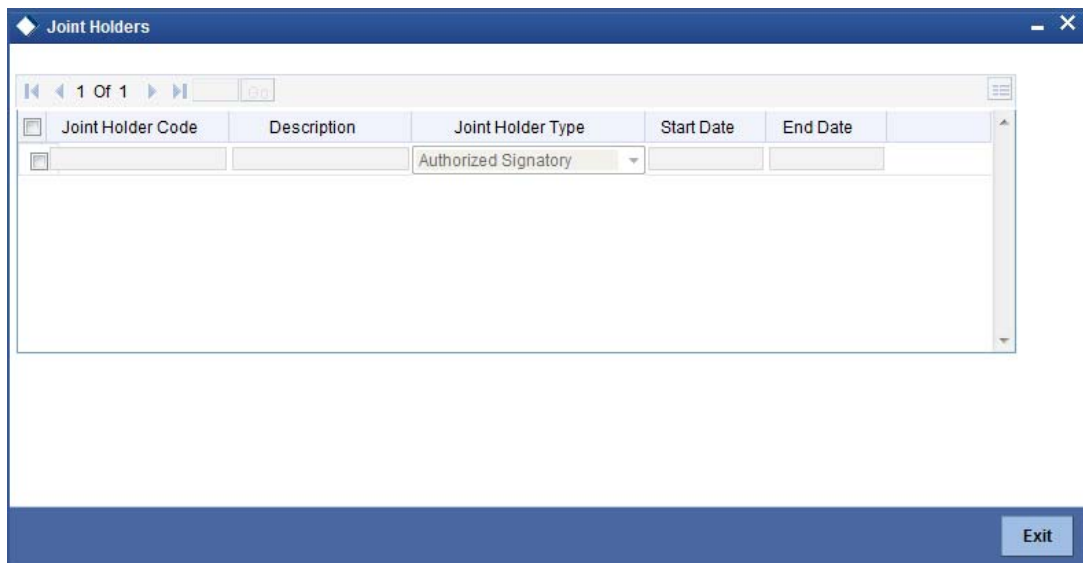 Joint Holders
1 Of 1 Go
Joint Holder Code Description Joint Holder Type Start Date End Date
Authorized Signatory
Exit